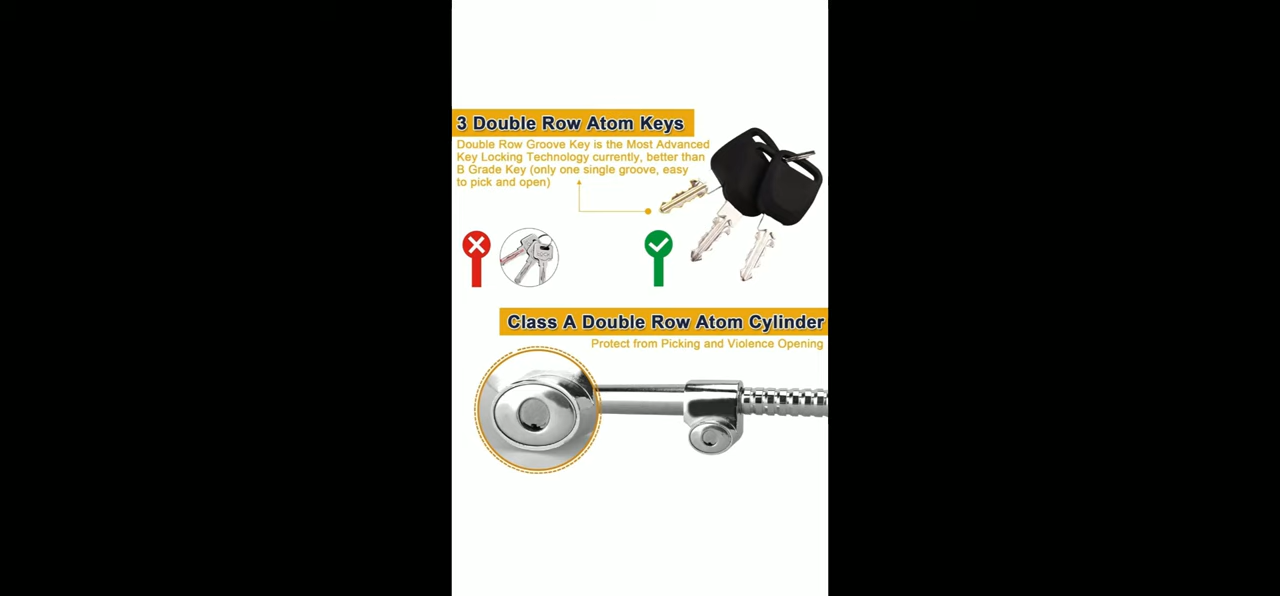 3 Double Row Atom Keys
Double Row Groove Key is the Most Advanced
Key Locking Technology currently, better than
B Grade Key (only one single groove, easy
to pick and open)
Class A Double Row Atom Cylinder
Protect from Picking and Violence Opening